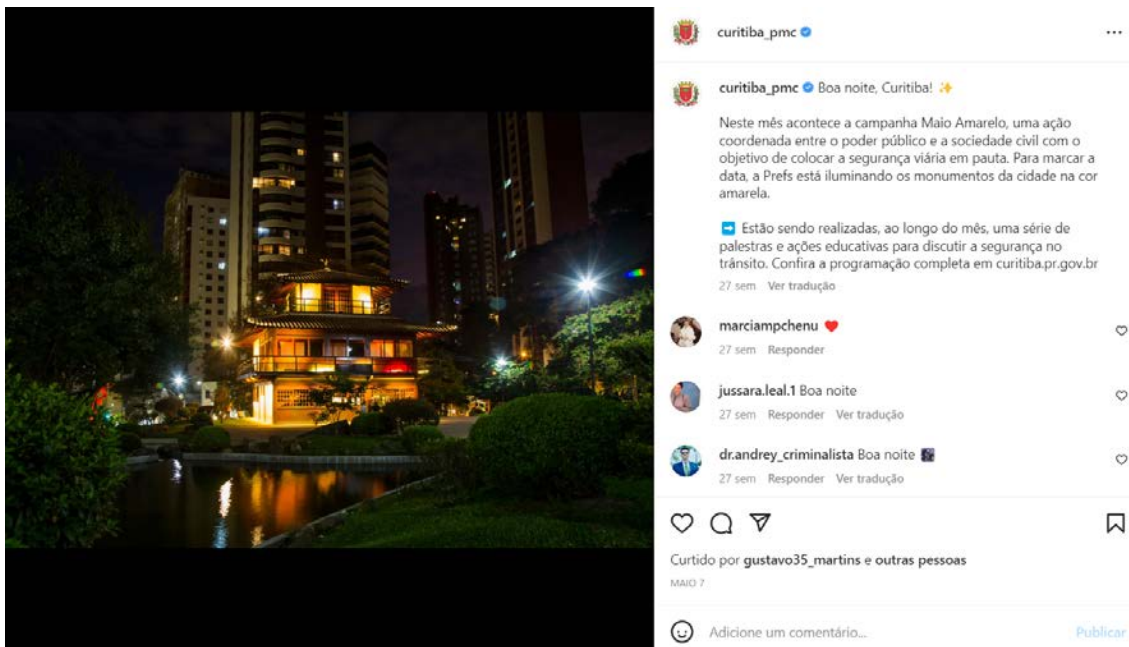 curitiba_pmc
curitiba_pmc Boa noite, Curitiba! ✨
Neste mês acontece a campanha Maio Amarelo, uma ação
coordenada entre o poder público e a sociedade civil com o
objetivo de colocar a segurança viária em pauta. Para marcar a
data, a Prefs está iluminando os monumentos da cidade na cor
amarela.
➡️ Estão sendo realizadas, ao longo do mês, uma série de
palestras e ações educativas para discutir a segurança no
trânsito. Confira a programação completa em curitiba.pr.gov.br
27 sem Ver tradução
marciampchenu ❤️
27 sem Responder
jussara.leal.1 Boa noite
27 sem Responder Ver tradução
dr.andrey_criminalista Boa noite 🌃
27 sem Responder Ver tradução
Curtido por gustavo35_martins e outras pessoas
MAIO 7
Adicione um comentário... Publicar